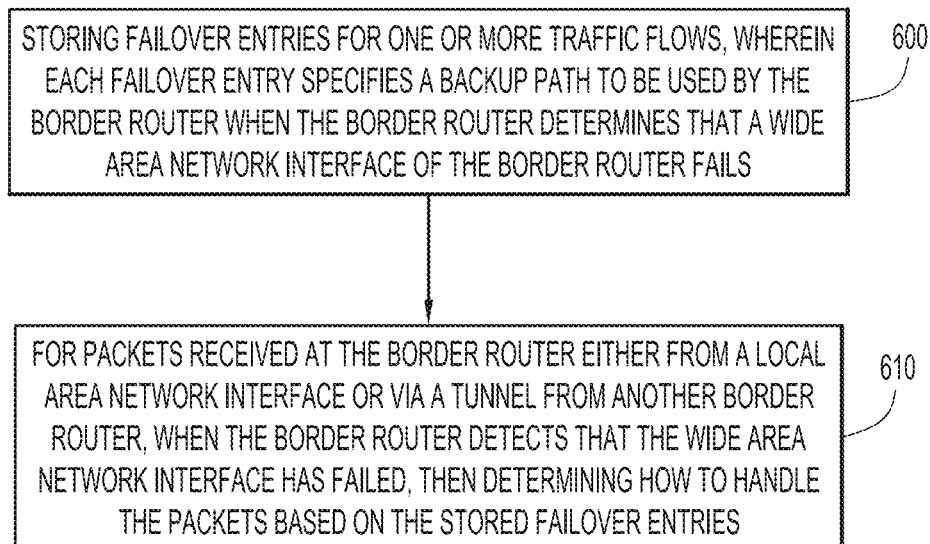 STORING FAILOVER ENTRIES FOR ONE OR MORE TRAFFIC FLOWS, WHEREIN
EACH FAILOVER ENTRY SPECIFIES A BACKUP PATH TO BE USED BY THE
BORDER ROUTER WHEN THE BORDER ROUTER DETERMINES THAT A WIDE
AREA NETWORK INTERFACE OF THE BORDER ROUTER FAILS
600
FOR PACKETS RECEIVED AT THE BORDER ROUTER EITHER FROM A LOCAL
AREA NETWORK INTERFACE OR VIA A TUNNEL FROM ANOTHER BORDER
ROUTER, WHEN THE BORDER ROUTER DETECTS THAT THE WIDE AREA
NETWORK INTERFACE HAS FAILED, THEN DETERMINING HOW TO HANDLE
THE PACKETS BASED ON THE STORED FAILOVER ENTRIES
610